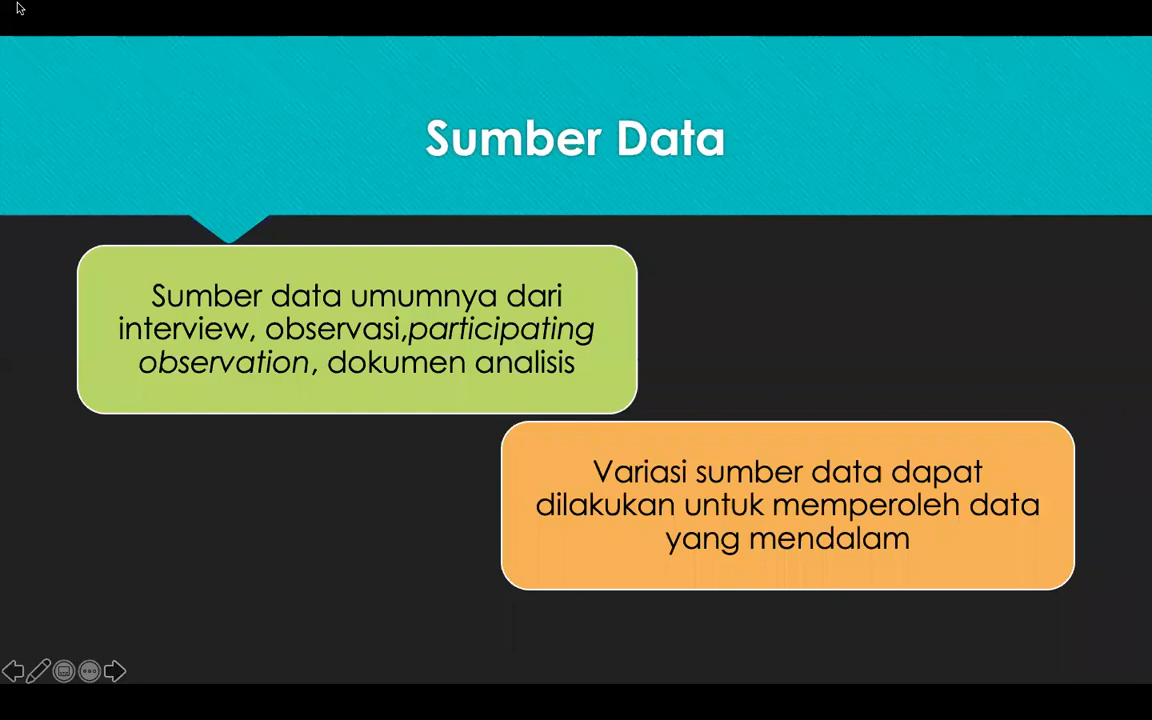 Sumber Data
Sumber data umumnya dari
interview, observasi,participating
observation, dokumen analisis
Variasi sumber data dapat
dilakukan untuk memperoleh data
yang mendalam